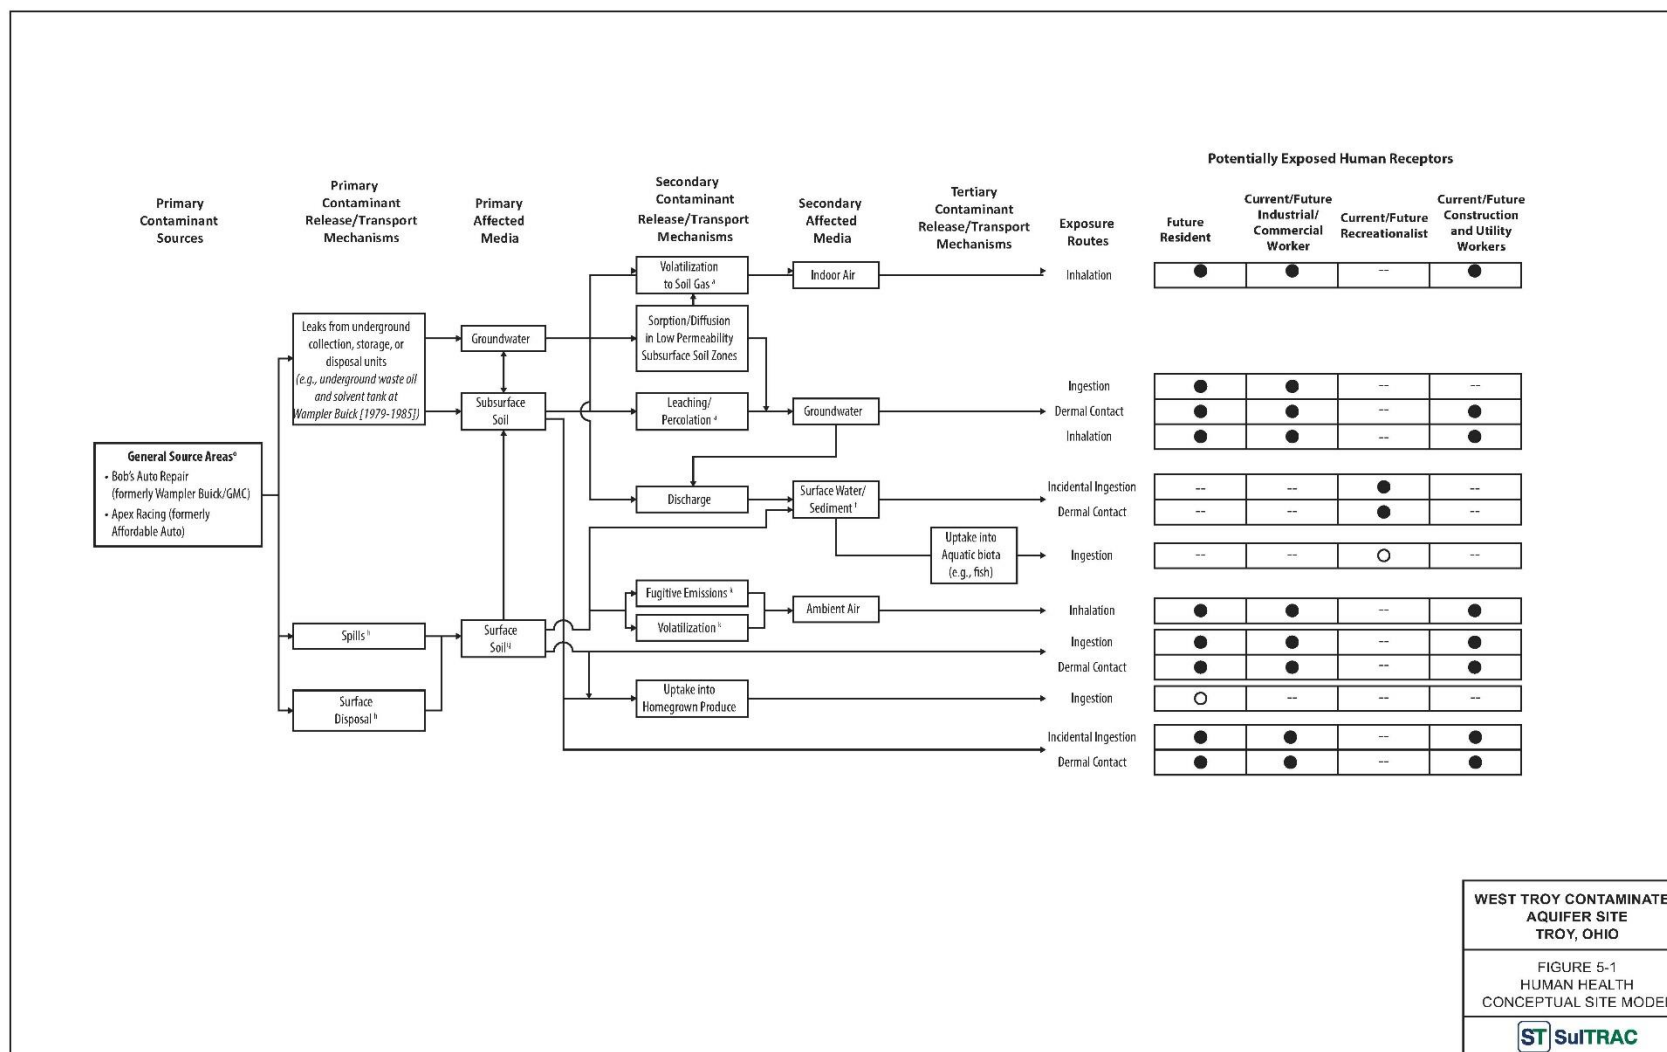 Potentially Exposed Human Receptors
Primary
Contaminant
Sources
Primary
Contaminant
Release/Transport
Mechanisms
Primary
Affected
Media
Secondary
Contaminant
Release/Transport
Mechanisms
Secondary
Affected
Media
Tertiary
Contaminant
Release/Transport
Mechanisms
Exposure
Routes
Future
Resident
Current/Future
Industrial/
Commercial
Worker
Current/Future
Recreationalist
Current/Future
Construction
and Utility
Workers
Volatilization
to Soil Gas a
Indoor Air
Inhalation
--
Leaks from underground
collection, storage, or
disposal units
(e.g., underground waste oil
and solvent tank at
Wampler Buick [1979-1985])
Groundwater
Sorption/Diffusion
in Low Permeability
Subsurface Soil Zones
Subsurface
Soil
Leaching/
Percolation a
Groundwater
Ingestion
-- --
Dermal Contact
--
Inhalation
--
General Source Areas
• Bob's Auto Repair
(formerly Wampler Buick/GMC)
• Apex Racing (formerly
Affordable Auto)
Discharge
Surface Water/
Sediment
Incidental Ingestion
-- -- --
Dermal Contact
-- -- --
Uptake into
Aquatic biota
(e.g., fish)
Ingestion
-- -- --
Fugitive Emissions k
Volatilization k
Ambient Air
Inhalation
--
Spills h
Surface
Soil
Ingestion
--
Dermal Contact
--
Surface
Disposal h
Uptake into
Homegrown Produce
Ingestion
-- -- --
Incidental Ingestion
--
Dermal Contact
--
WEST TROY CONTAMINATE
AQUIFER SITE
TROY, OHIO
FIGURE 5-1
HUMAN HEALTH
CONCEPTUAL SITE MODEL
ST SulTRAC